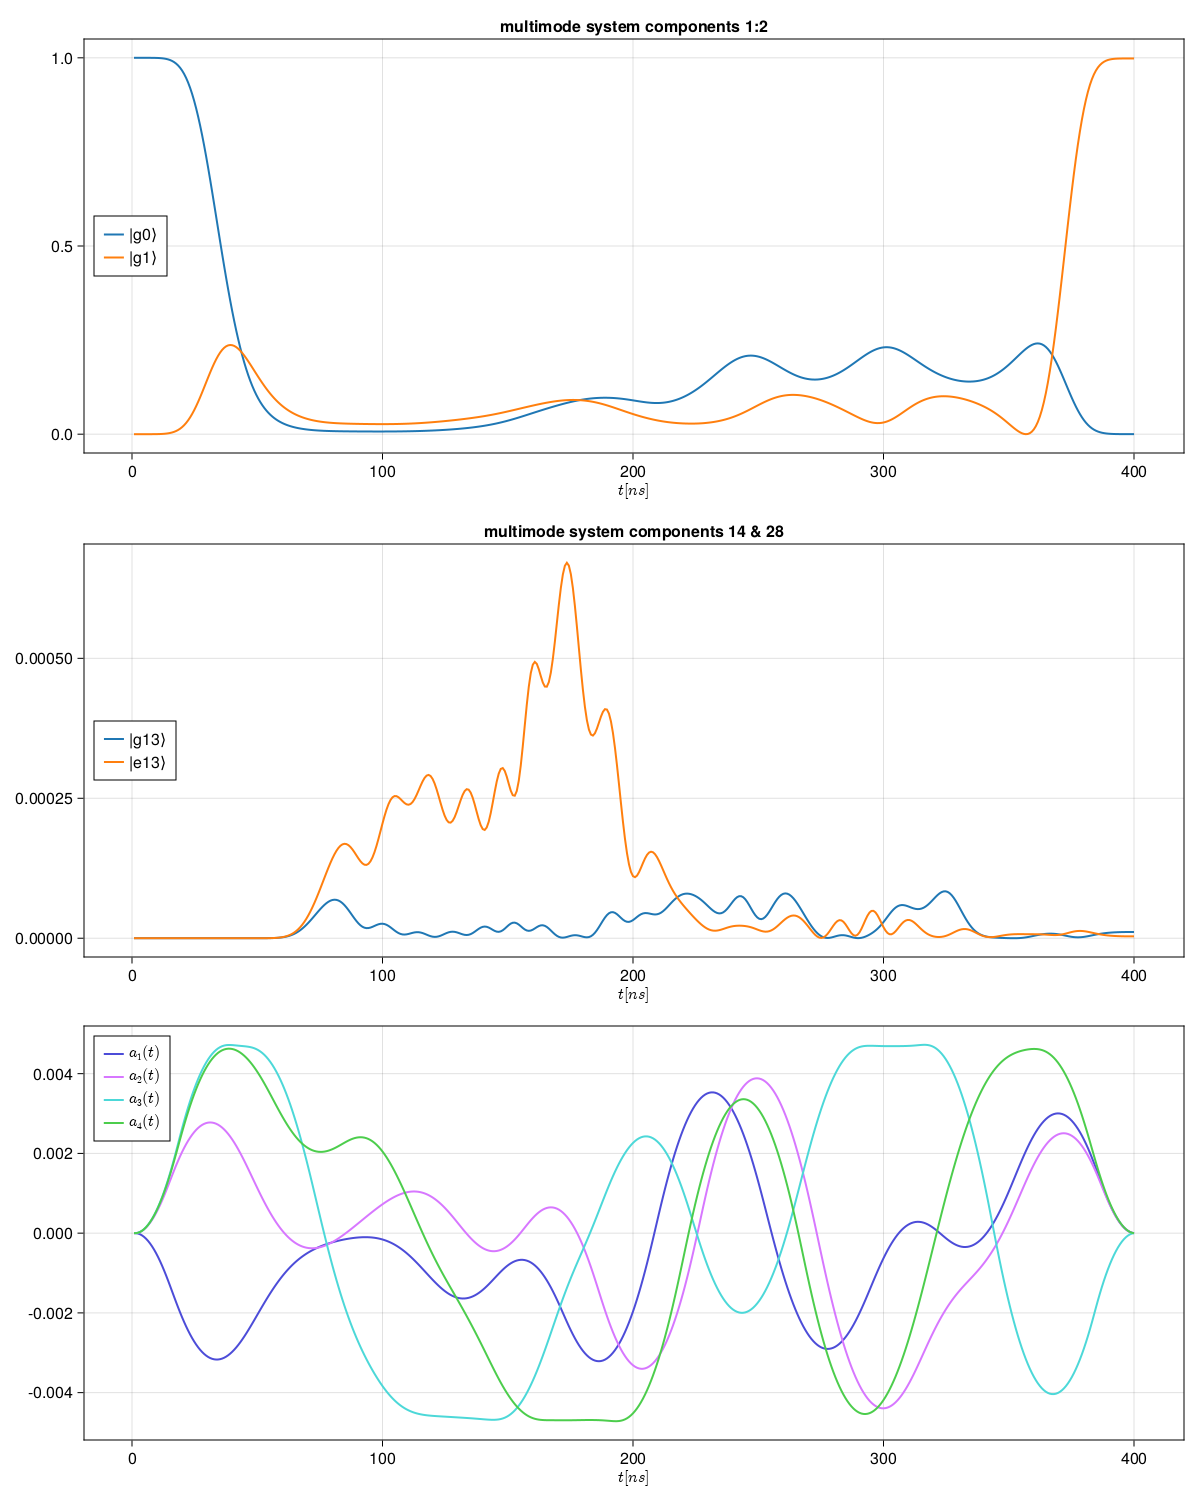 multimode system components 1:2
1.0
0.5
0.0
|g0⟩
|g1⟩
0
100
200
300
400
t[ns]
multimode system components 14 & 28
0.00050
0.00025
0.00000
|g13⟩
|e13⟩
0
100
200
300
400
t[ns]
a₁(t)
a₂(t)
a₃(t)
a₄(t)
0.004
0.002
0.000
-0.002
-0.004
0
100
200
300
400
t[ns]